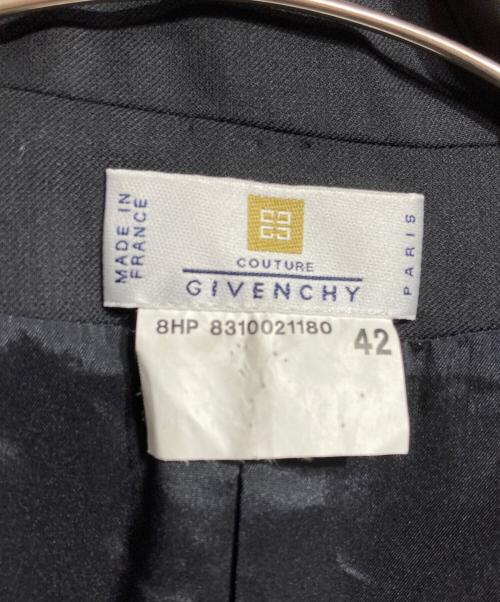 MADE IN
FRANCE
COUTURE
GIVENCHY
PARIS
8HP 8310021180 42